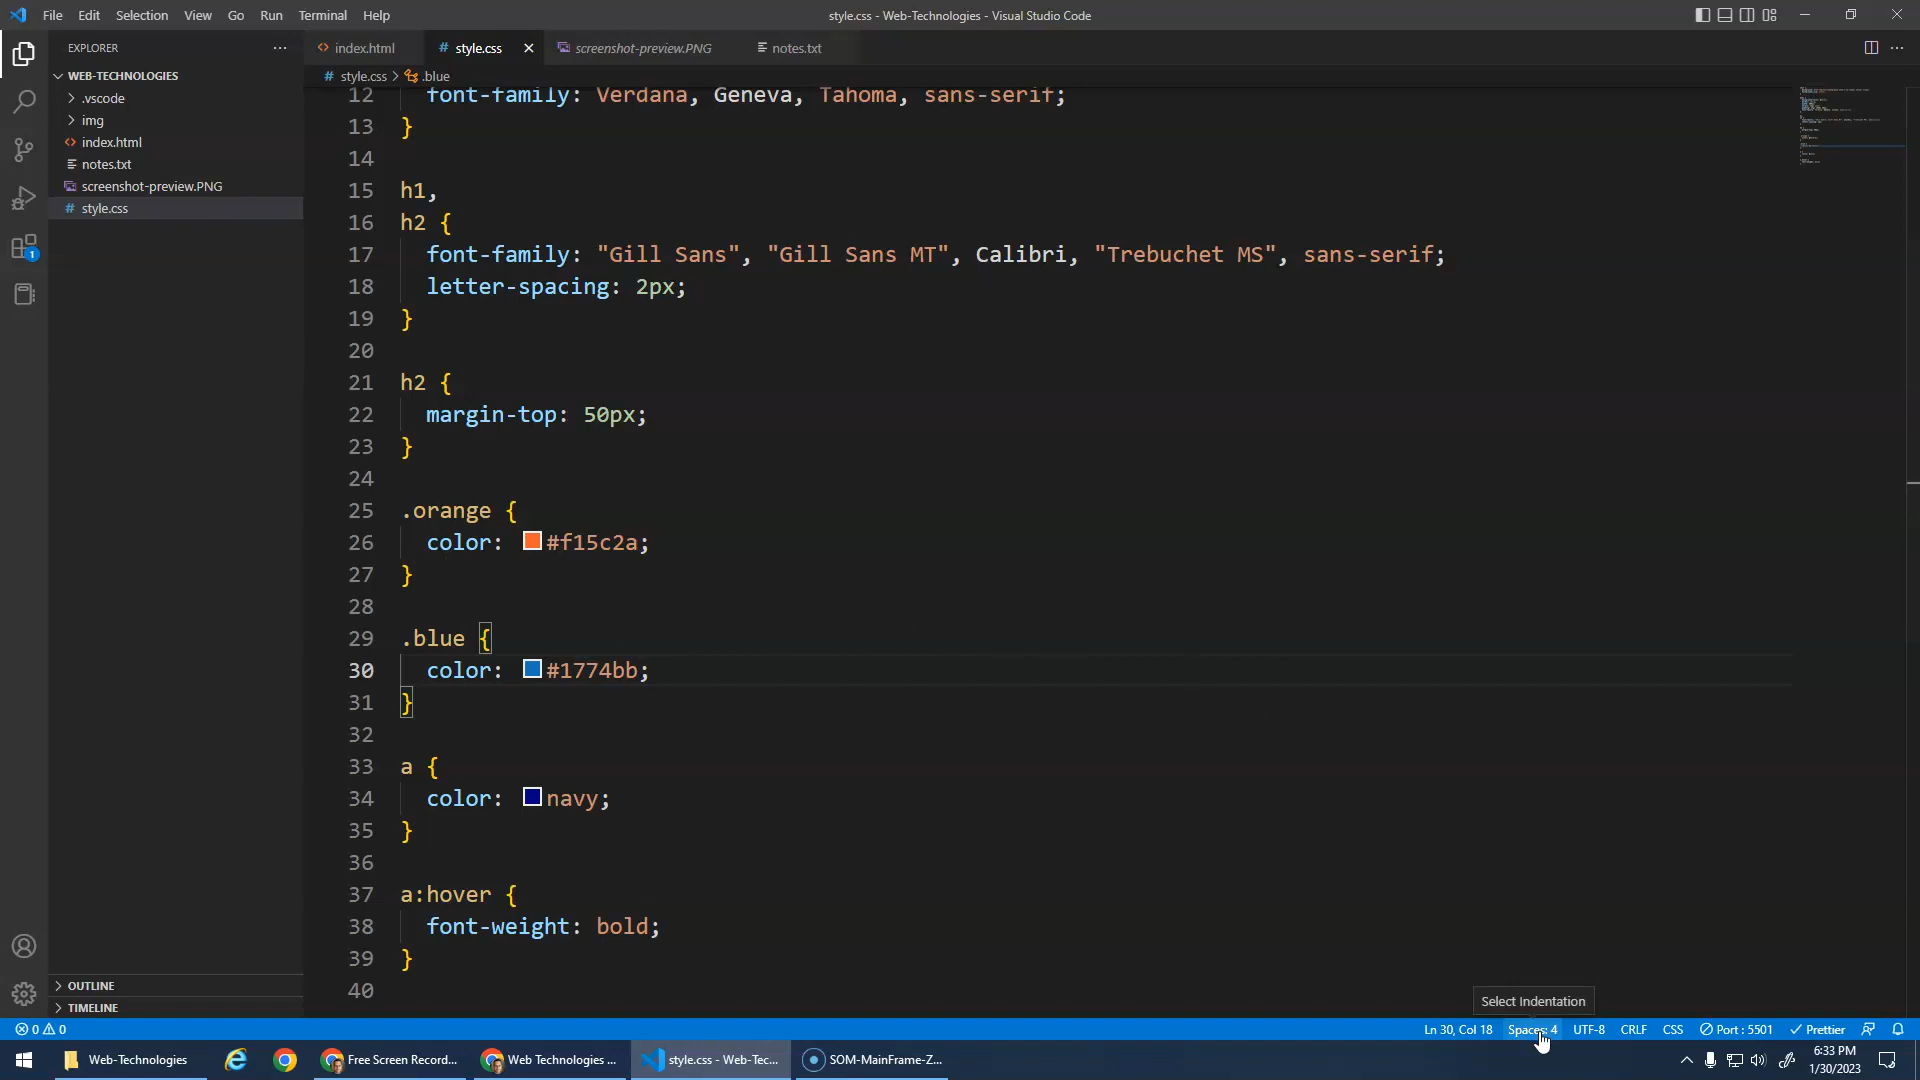 File Edit Selection View Go Run Terminal Help
style.css - Web-Technologies - Visual Studio Code
EXPLORER
WEB-TECHNOLOGIES
.vscode
img
index.html
notes.txt
screenshot-preview.PNG
# style.css
OUTLINE
TIMELINE
index.html
# style.css
screenshot-preview.PNG
notes.txt
# style.css > .blue
12 font-family: Verdana, Geneva, Tahoma, sans-serif;
13 }
14
15 h1,
16 h2 {
17 font-family: "Gill Sans", "Gill Sans MT", Calibri, "Trebuchet MS", sans-serif;
18 letter-spacing: 2px;
19 }
20
21 h2 {
22 margin-top: 50px;
23 }
24
25 .orange {
26 color: #f15c2a;
27 }
28
29 .blue {
30 color: #1774bb;
31 }
32
33 a {
34 color: navy;
35 }
36
37 a:hover {
38 font-weight: bold;
39 }
40
1
Select Indentation
0 0
Ln 30, Col 18 Spaces: 4 UTF-8 CRLF CSS Port : 5501 Prettier
Web-Technologies
Free Screen Record...
Web Technologies ...
style.css - Web-Tec...
SOM-MainFrame-Z...
6:33 PM
1/30/2023